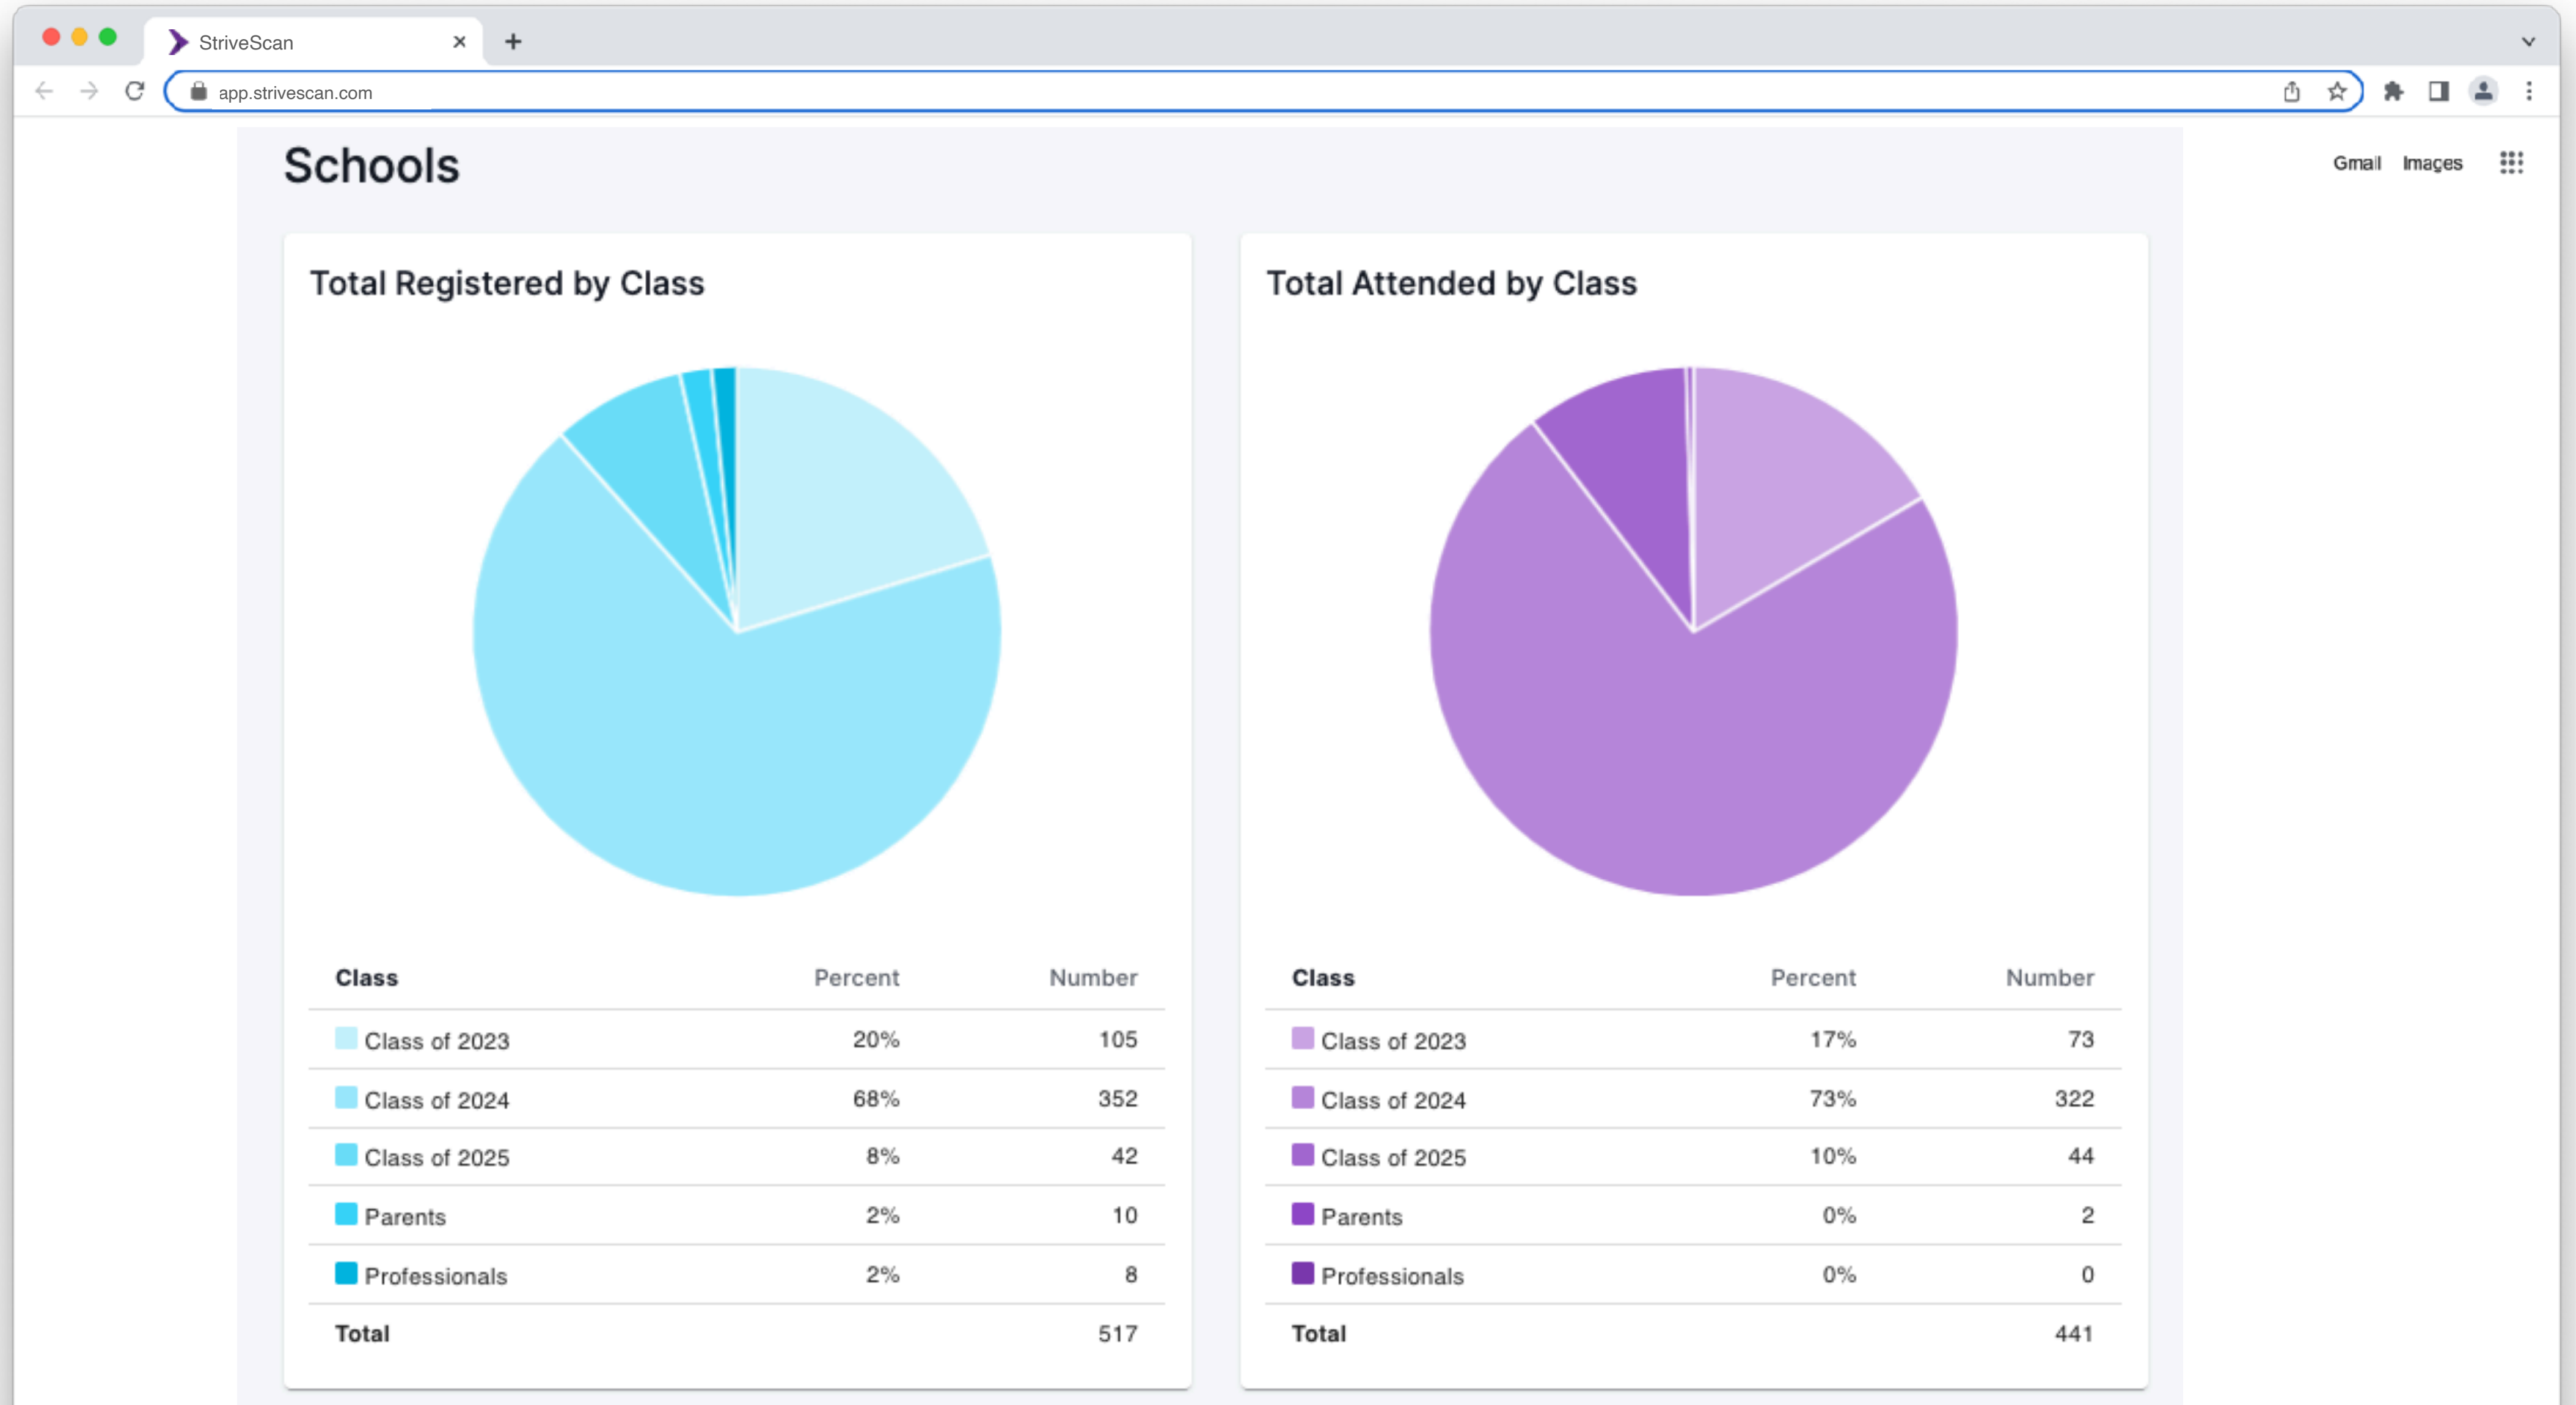 StriveScan
app.strivescan.com
Gmail Images
Schools
Total Registered by Class
Class Percent Number
Class of 2023 20% 105
Class of 2024 68% 352
Class of 2025 8% 42
Parents 2% 10
Professionals 2% 8
Total 517
Total Attended by Class
Class Percent Number
Class of 2023 17% 73
Class of 2024 73% 322
Class of 2025 10% 44
Parents 0% 2
Professionals 0% 0
Total 441